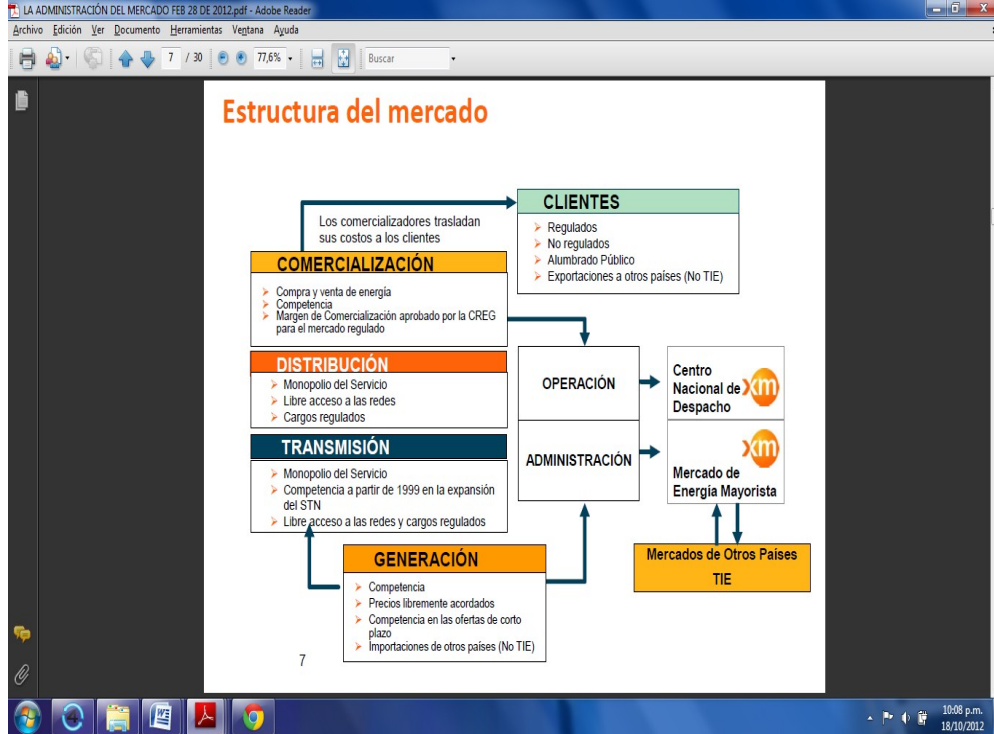 LA ADMINISTRACIÓN DEL MERCADO FEB 28 DE 2012.pdf - Adobe Reader
Archivo Edición Ver Documento Herramientas Ventana Ayuda
7 / 30 77,6% Buscar
Estructura del mercado
Los comercializadores trasladan
sus costos a los clientes
CLIENTES
Regulados
No regulados
Alumbrado Público
Exportaciones a otros países (No TIE)
COMERCIALIZACIÓN
Compra y venta de energía
Competencia
Margen de Comercialización aprobado por la CREG
para el mercado regulado
DISTRIBUCIÓN
Monopolio del Servicio
Libre acceso a las redes
Cargos regulados
OPERACIÓN
Centro
Nacional de
Despacho
xm
TRANSMISIÓN
Monopolio del Servicio
Competencia a partir de 1999 en la expansión
del STN
Libre acceso a las redes y cargos regulados
ADMINISTRACIÓN
xm
Mercado de
Energía Mayorista
GENERACIÓN
Competencia
Precios libremente acordados
Competencia en las ofertas de corto
plazo
Importaciones de otros países (No TIE)
Mercados de Otros Países
TIE
7
10:08 p.m.
18/10/2012